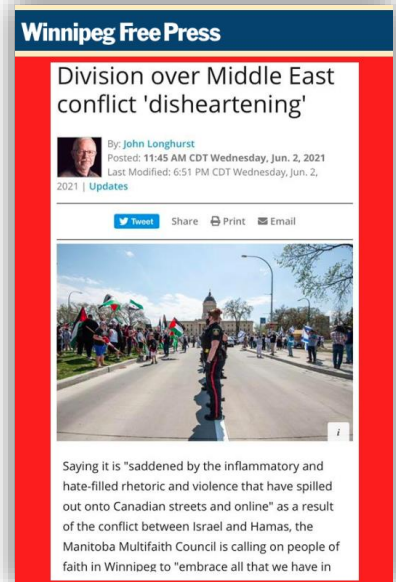 Winnipeg Free Press
Division over Middle East
conflict 'disheartening'
By: John Longhurst
Posted: 11:45 AM CDT Wednesday, Jun. 2, 2021
Last Modified: 6:51 PM CDT Wednesday, Jun. 2,
2021 | Updates
Tweet Share Print Email
i
Saying it is "saddened by the inflammatory and
hate-filled rhetoric and violence that have spilled
out onto Canadian streets and online" as a result
of the conflict between Israel and Hamas, the
Manitoba Multifaith Council is calling on people of
faith in Winnipeg to "embrace all that we have in